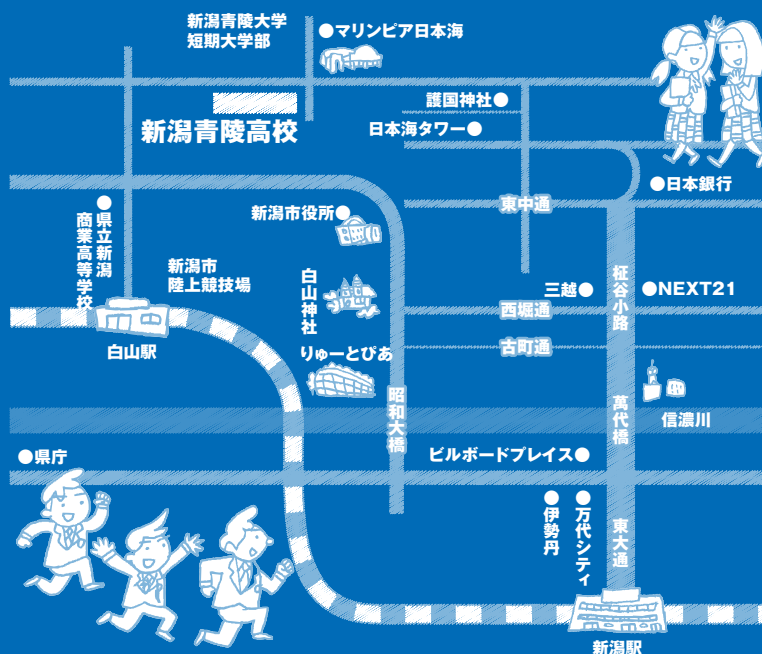 新潟青陵大学
短期大学部
●マリンピア日本海
護国神社●
新潟青陵高校
日本海タワー●
●日本銀行
●県立新潟
商業高等学校
新潟市役所●
東中通
新潟市
陸上競技場
白山神社
三越●
柾谷小路
●NEXT21
西堀通
白山駅
りゅーとぴあ
古町通
昭和大橋
萬代橋
信濃川
●県庁
ビルボードプレイス●
●伊勢丹
●万代シティ
東大通
新潟駅